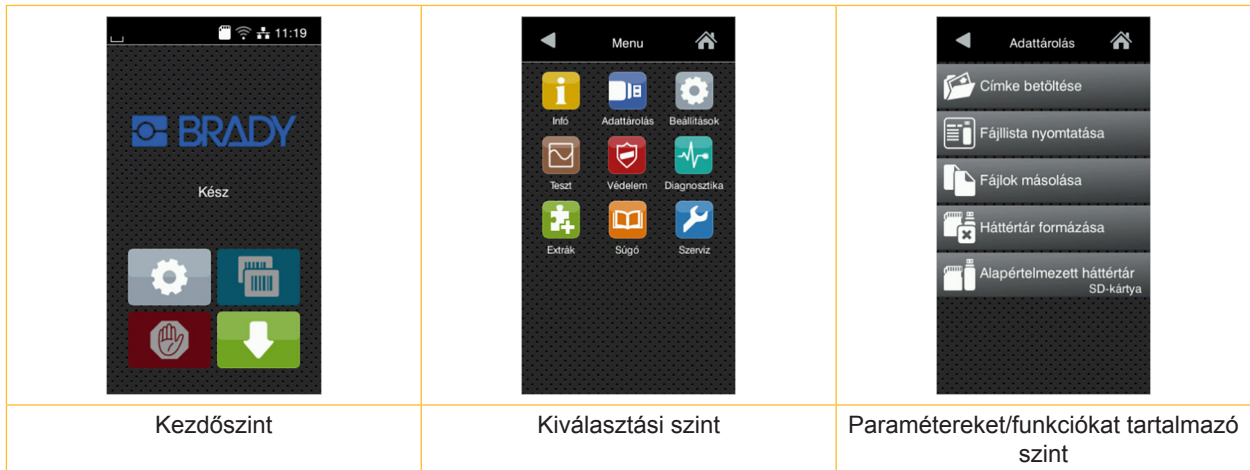 11:19
BRADY
Kész
Menu
Infó
Adattárolás
Beállítások
Teszt
Védelem
Diagnosztika
Extrák
Súgó
Szerviz
Adattárolás
Címke betöltése
Fájllista nyomtatása
Fájlok másolása
Háttértár formázása
Alapértelmezett háttértár
SD-kártya
Kezdőszint
Kiválasztási szint
Paramétereket/funkciókat tartalmazó
szint